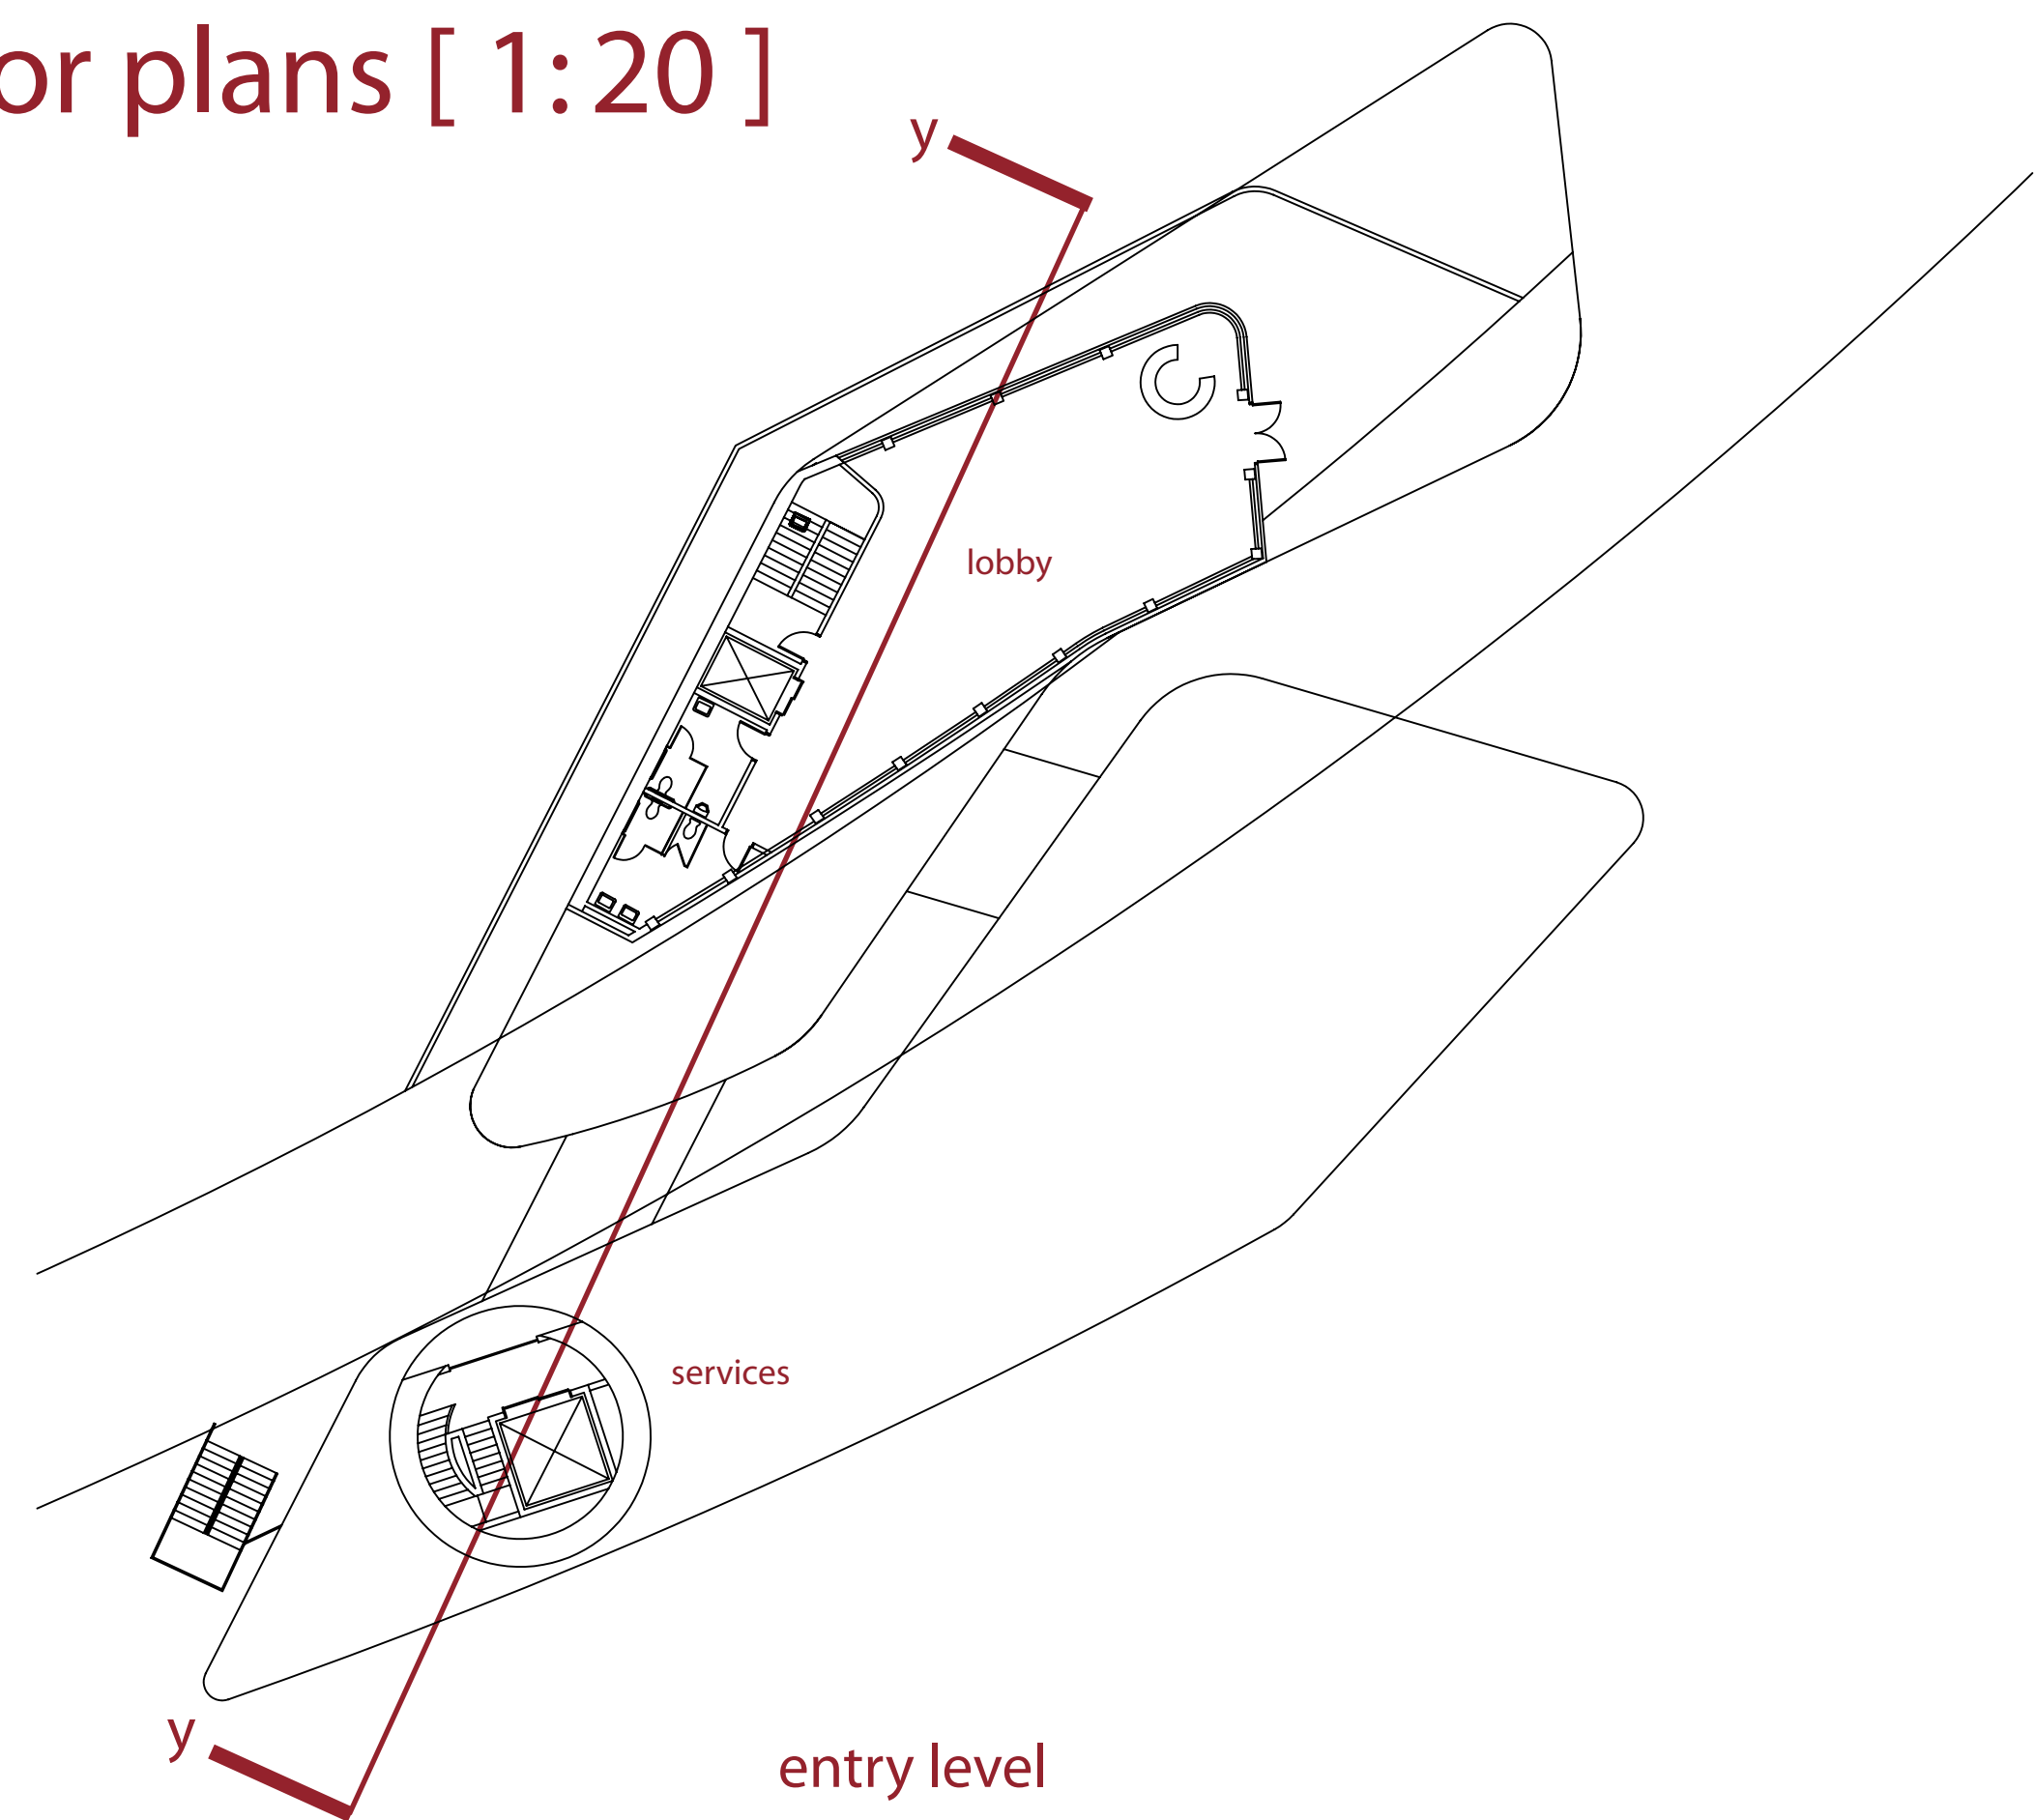 or plans [ 1:20 ]
y
lobby
services
y
entry level